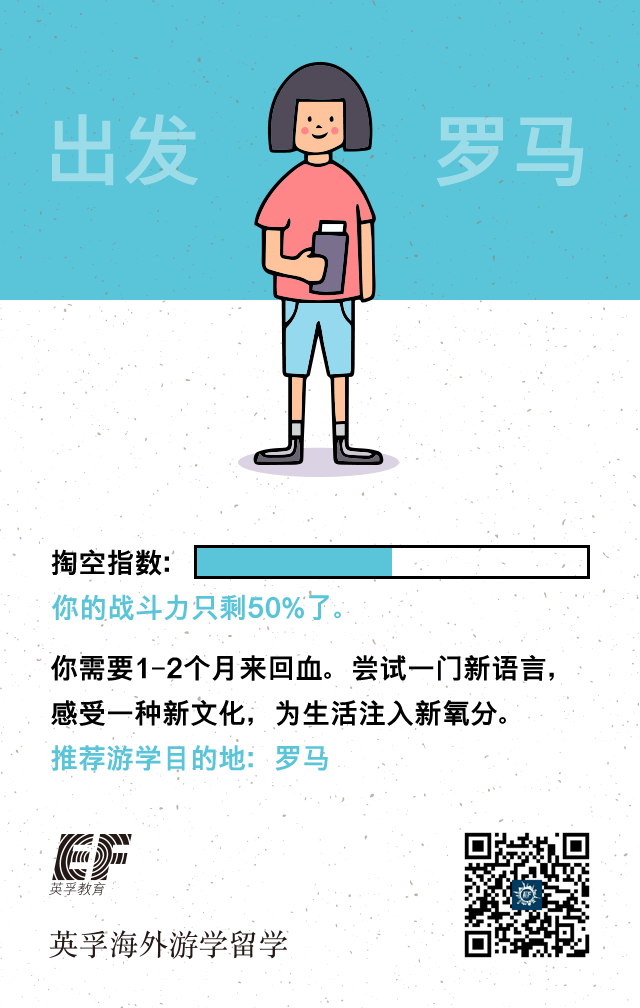 出发 罗马
掏空指数:
你的战斗力只剩50%了。
你需要1-2个月来回血。尝试一门新语言,
感受一种新文化,为生活注入新氧分。
推荐游学目的地:罗马
EF
英孚教育
EF
英孚海外游学留学